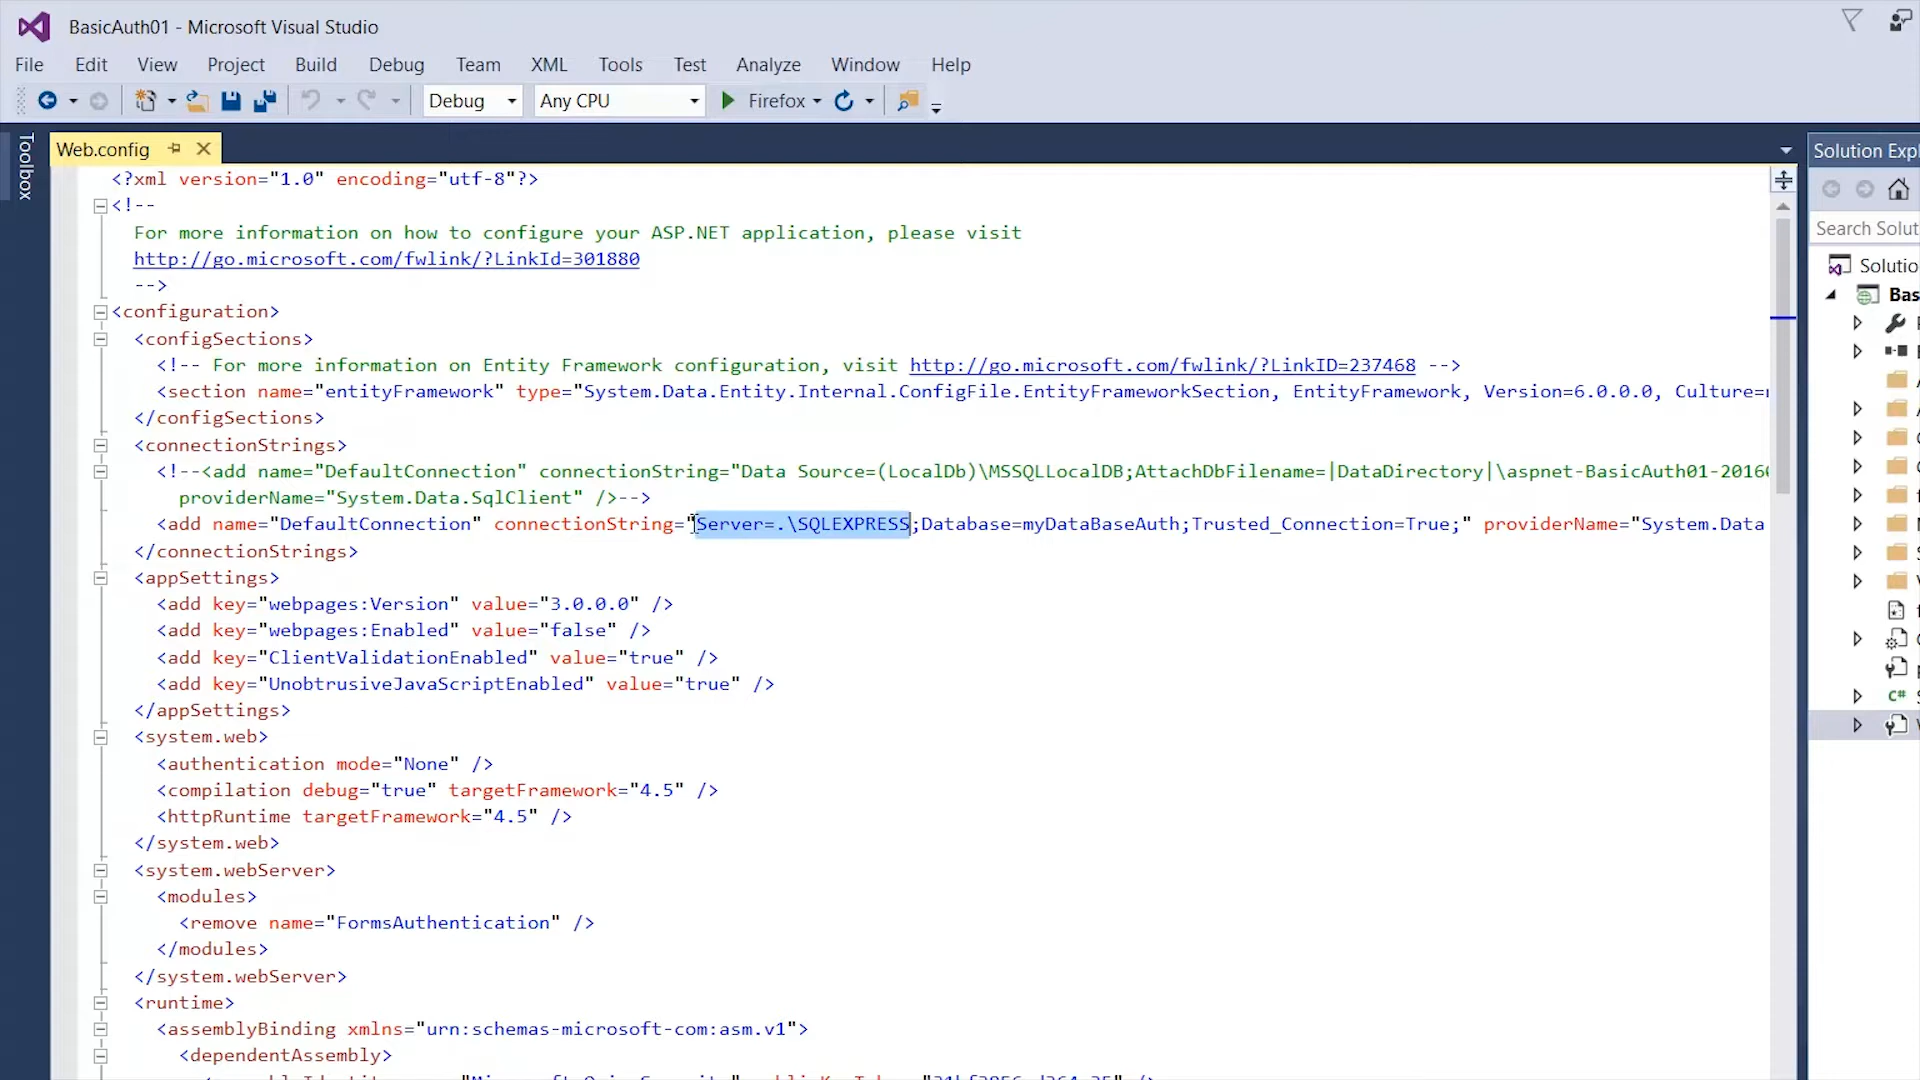 BasicAuth01 - Microsoft Visual Studio
File Edit View Project Build Debug Team XML Tools Test Analyze Window Help
Debug Any CPU Firefox
Toolbox
Web.config
Solution Expl
Search Solut
Solutio
Bas
<?xml version="1.0" encoding="utf-8"?>
<!--
For more information on how to configure your ASP.NET application, please visit
http://go.microsoft.com/fwlink/?LinkId=301880
-->
<configuration>
<configSections>
<!-- For more information on Entity Framework configuration, visit http://go.microsoft.com/fwlink/?LinkID=237468 -->
<section name="entityFramework" type="System.Data.Entity.Internal.ConfigFile.EntityFrameworkSection, EntityFramework, Version=6.0.0.0, Culture=
</configSections>
<connectionStrings>
<!--<add name="DefaultConnection" connectionString="Data Source=(LocalDb)\MSSQLLocalDB;AttachDbFilename=|DataDirectory|\aspnet-BasicAuth01-2016
providerName="System.Data.SqlClient" />-->
<add name="DefaultConnection" connectionString="Server=.\SQLEXPRESS;Database=myDataBaseAuth;Trusted_Connection=True;" providerName="System.Data
</connectionStrings>
<appSettings>
<add key="webpages:Version" value="3.0.0.0" />
<add key="webpages:Enabled" value="false" />
<add key="ClientValidationEnabled" value="true" />
<add key="UnobtrusiveJavaScriptEnabled" value="true" />
</appSettings>
<system.web>
<authentication mode="None" />
<compilation debug="true" targetFramework="4.5" />
<httpRuntime targetFramework="4.5" />
</system.web>
<system.webServer>
<modules>
<remove name="FormsAuthentication" />
</modules>
</system.webServer>
<runtime>
<assemblyBinding xmlns="urn:schemas-microsoft-com:asm.v1">
<dependentAssembly>